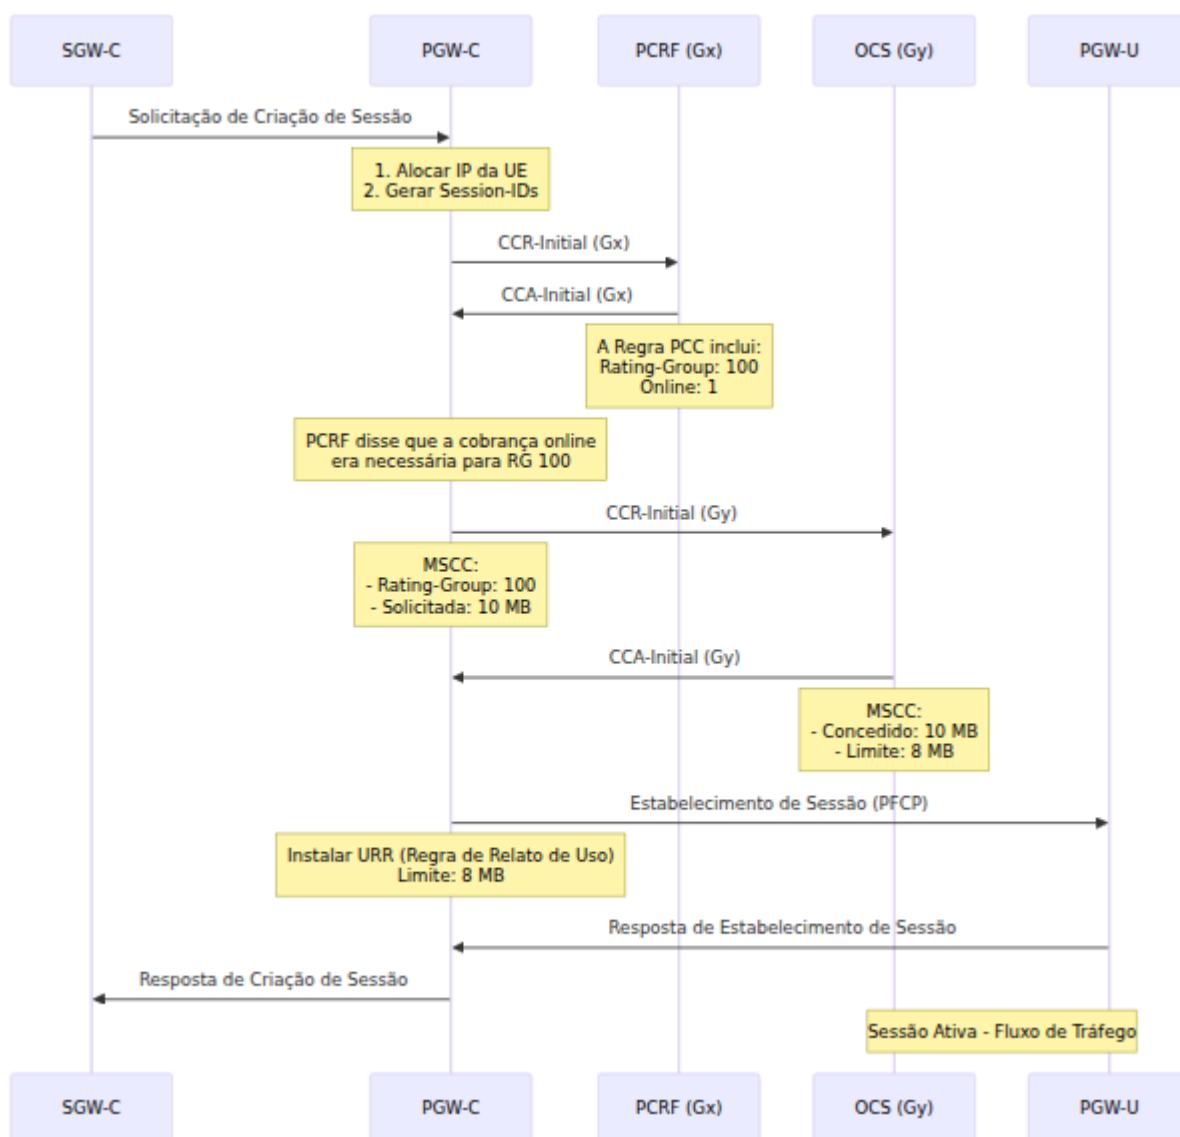 SGW-C
PGW-C
PCRF (Gx)
OCS (Gy)
PGW-U
Solicitação de Criação de Sessão
1. Alocar IP da UE
2. Gerar Session-IDs
CCR-Initial (Gx)
CCA-Initial (Gx)
A Regra PCC inclui:
Rating-Group: 100
Online: 1
PCRF disse que a cobrança online
era necessária para RG 100
CCR-Initial (Gy)
MSCC:
- Rating-Group: 100
- Solicitada: 10 MB
CCA-Initial (Gy)
MSCC:
- Concedido: 10 MB
- Limite: 8 MB
Estabelecimento de Sessão (PFCP)
Instalar URR (Regra de Relato de Uso)
Limite: 8 MB
Resposta de Estabelecimento de Sessão
Resposta de Criação de Sessão
Sessão Ativa - Fluxo de Tráfego
SGW-C
PGW-C
PCRF (Gx)
OCS (Gy)
PGW-U